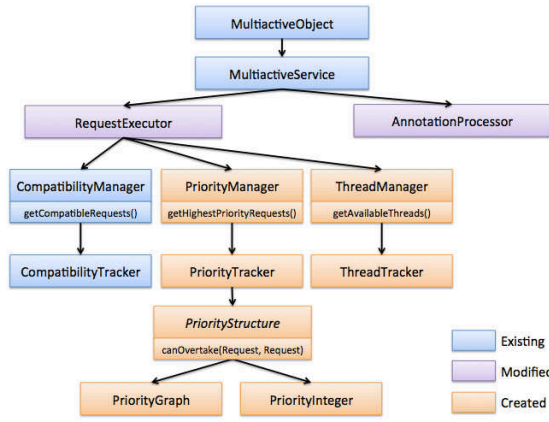 MultiactiveObject
MultiactiveService
RequestExecutor
AnnotationProcessor
CompatibilityManager
getCompatibleRequests()
PriorityManager
getHighestPriorityRequests()
ThreadManager
getAvailableThreads()
CompatibilityTracker
PriorityTracker
ThreadTracker
PriorityStructure
canOvertake(Request, Request)
PriorityGraph
PriorityInteger
Existing
Modified
Created